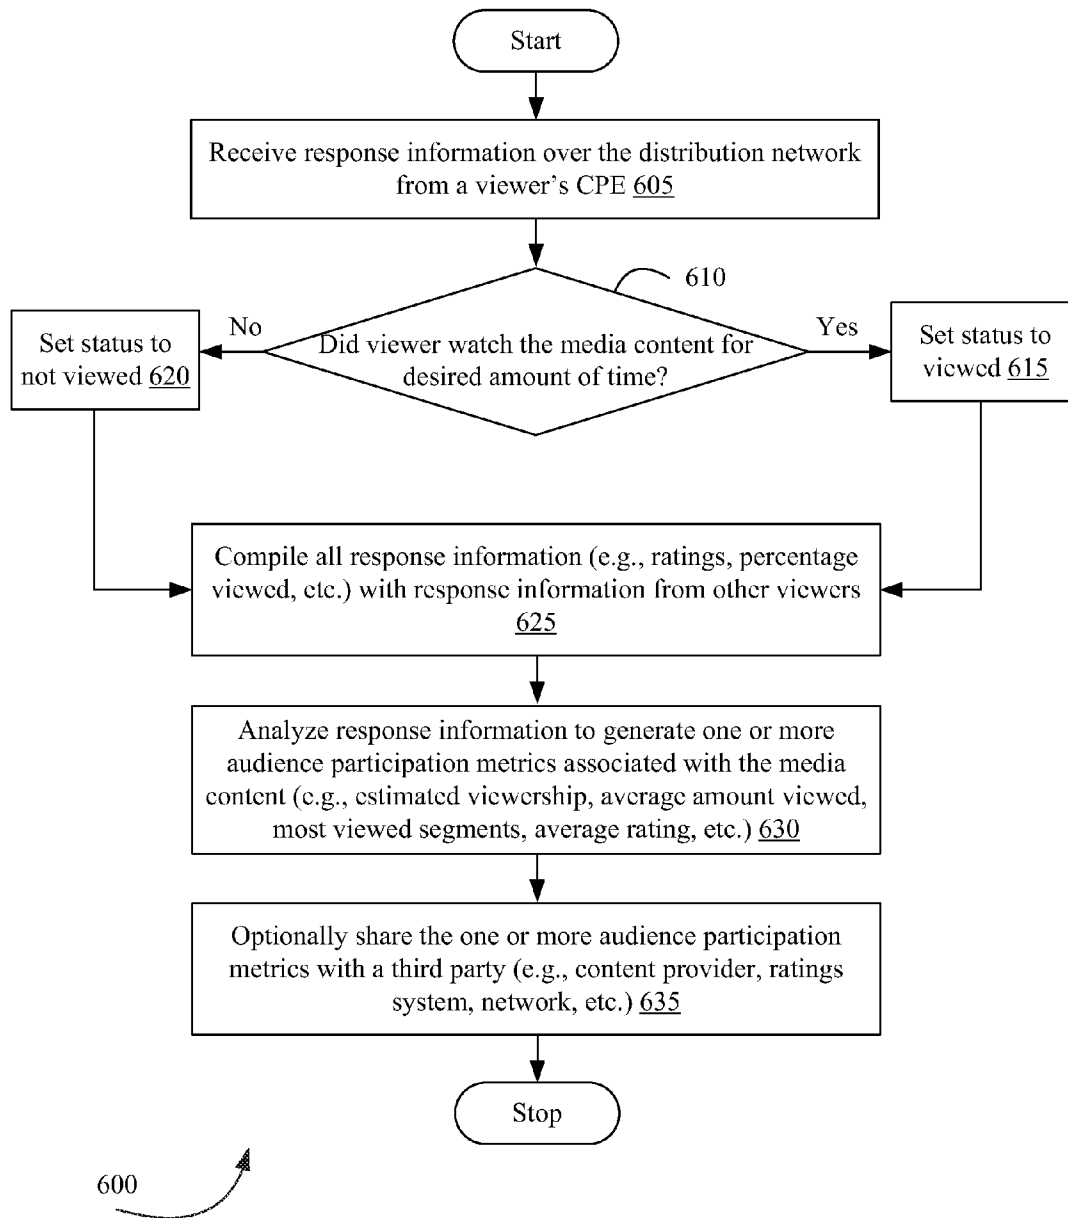 Start
Receive response information over the distribution network
from a viewer's CPE 605
610
No
Yes
Set status to
not viewed 620
Did viewer watch the media content for
desired amount of time?
Set status to
viewed 615
Compile all response information (e.g., ratings, percentage
viewed, etc.) with response information from other viewers
625
Analyze response information to generate one or more
audience participation metrics associated with the media
content (e.g., estimated viewership, average amount viewed,
most viewed segments, average rating, etc.) 630
Optionally share the one or more audience participation
metrics with a third party (e.g., content provider, ratings
system, network, etc.) 635
Stop
600